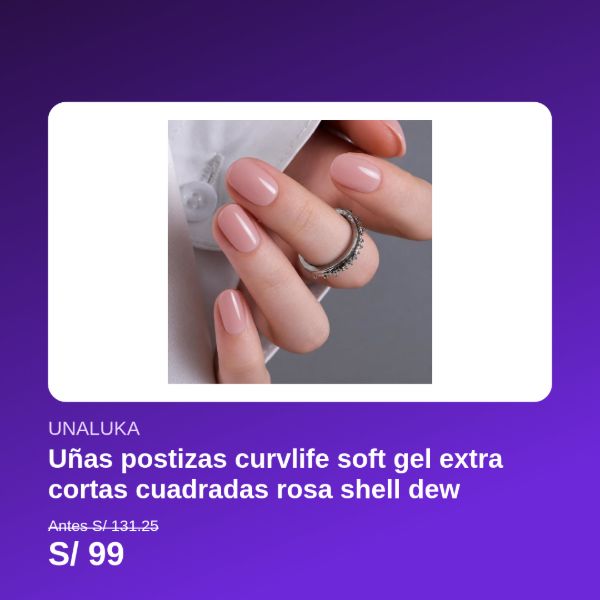 UNALUKA
Uñas postizas curvlife soft gel extra
cortas cuadradas rosa shell dew
Antes S/ 131.25
S/ 99